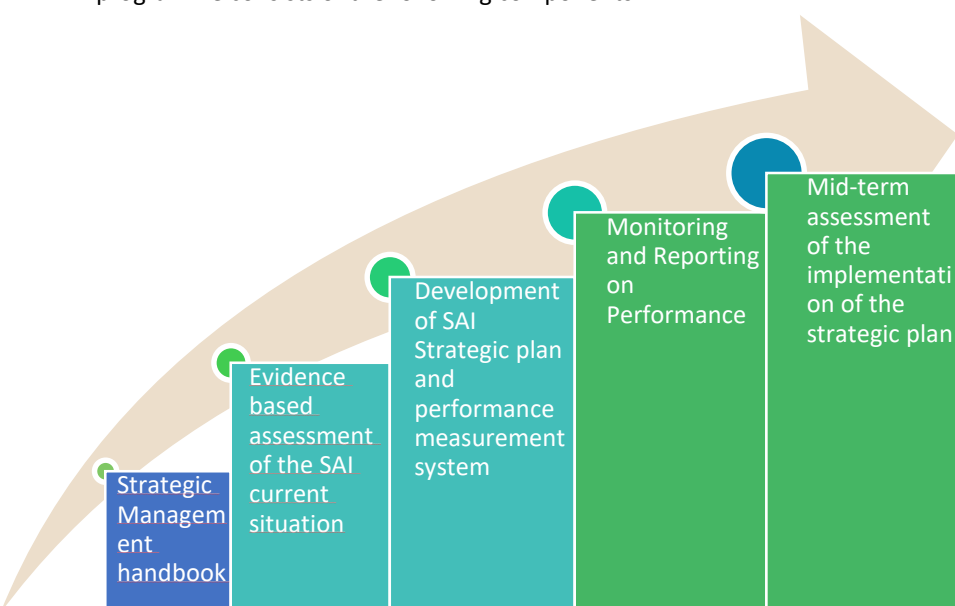 Strategic
Managem
ent
handbook
Evidence
based
assessment
of the SAI
current
situation
Development
of SAI
Strategic plan
and
performance
measurement
system
Monitoring
and Reporting
on
Performance
Mid-term
assessment
of the
implementati
on of the
strategic plan